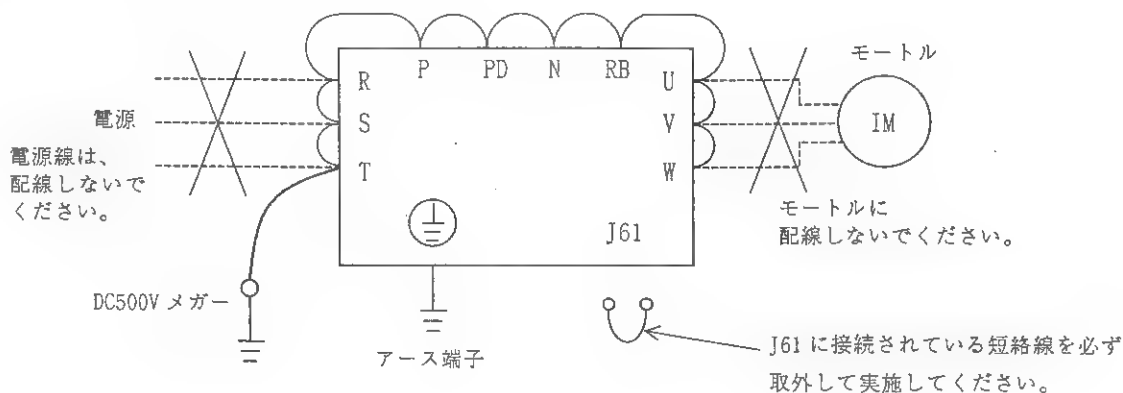 モートル
P PD N RB
R U
電源 S V IM
T W
電源線は、
配線しないで
ください。
モートルに
配線しないでください。
J61
DC500V メガー
アース端子
J61 に接続されている短絡線を必ず
取外して実施してください。